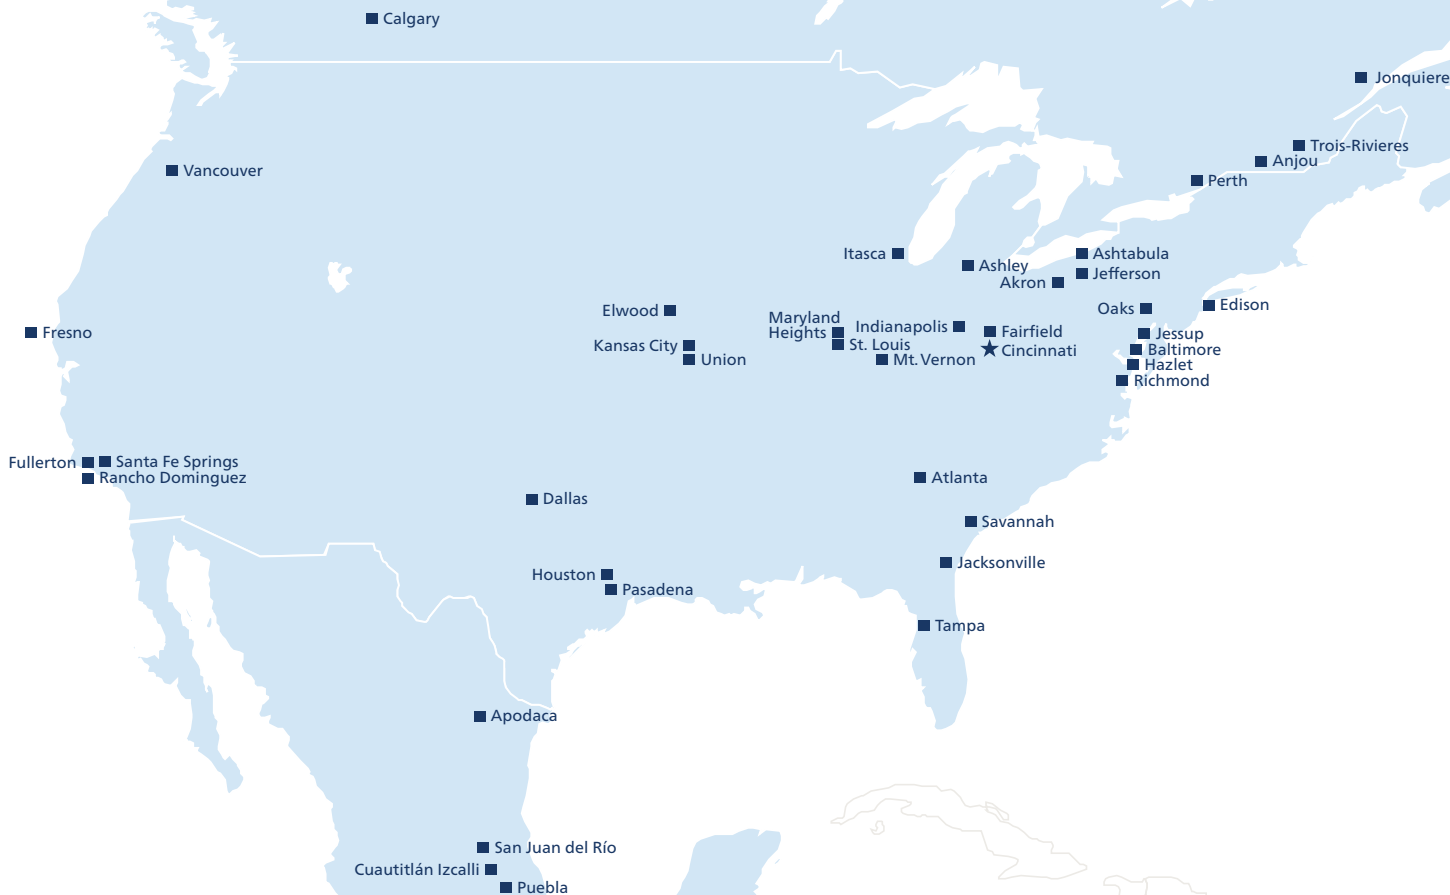 Calgary
Jonquiere
Trois-Rivieres
Anjou
Vancouver
Perth
Itasca
Ashtabula
Ashley
Jefferson
Akron
Edison
Oaks
Elwood
Maryland
Heights
Indianapolis
Fairfield
Fresno
Jessup
Kansas City
St. Louis
Cincinnati
Baltimore
Union
Mt. Vernon
Hazlet
Richmond
Fullerton
Santa Fe Springs
Rancho Dominguez
Atlanta
Dallas
Savannah
Jacksonville
Houston
Pasadena
Tampa
Apodaca
San Juan del Río
Cuautitlán Izcalli
Puebla